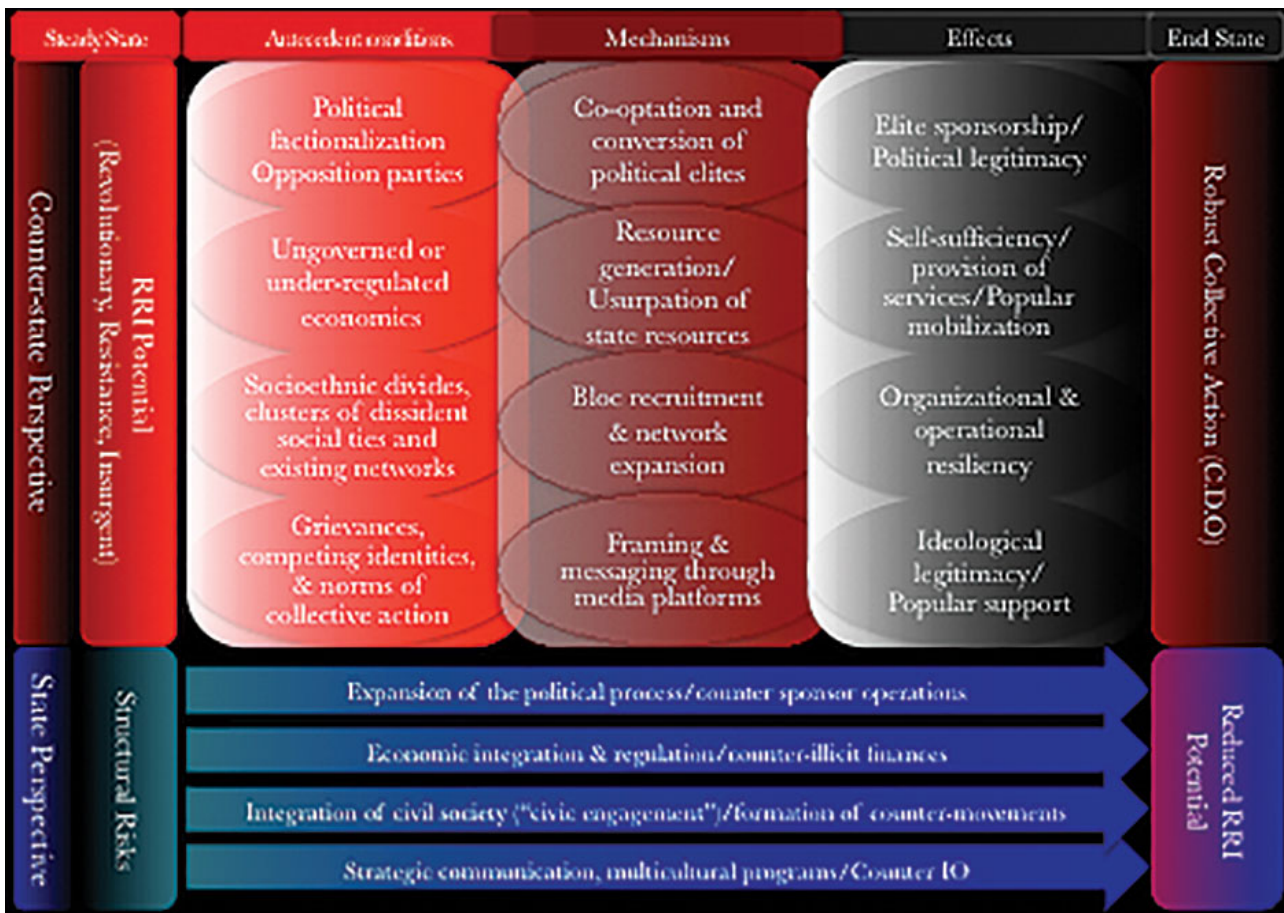 Steady State
Antecedent conditions
Mechanisms
Effects
End State
Counter-state Perspective
RRI Potential
(Revolutionary, Resistance, Insurgent)
Political
factionalization
Opposition parties
Ungoverned or
under-regulated
economics
Socioethnic divides,
clusters of dissident
social ties and
existing networks
Grievances,
competing identities,
& norms of
collective action
Co-optation and
conversion of
political elites
Resource
generation/
Usurpation of
state resources
Bloc recruitment
& network
expansion
Framing &
messaging through
media platforms
Elite sponsorship/
Political legitimacy
Self-sufficiency/
provision of
services/Popular
mobilization
Organizational &
operational
resiliency
Ideological
legitimacy/
Popular support
Robust Collective Action (C.D.O)
State Perspective
Structural Risks
Expansion of the political process/counter sponsor operations
Economic integration & regulation/counter-illicit finances
Integration of civil society ("civic engagement")/formation of counter-movements
Strategic communication, multicultural programs/Counter IO
Reduced RRI
Potential